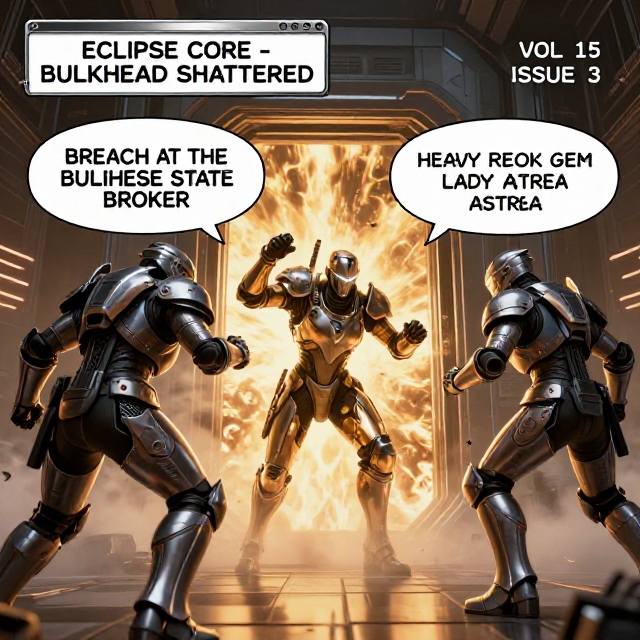 ECLIPSE CORE –
BULKHEAD SHATTERED
VOL 15
ISSUE 3
BREACH AT THE
BULIHESE STATE
BROKER
HEAVY REOK GEM
LADY ATREA
ASTREA